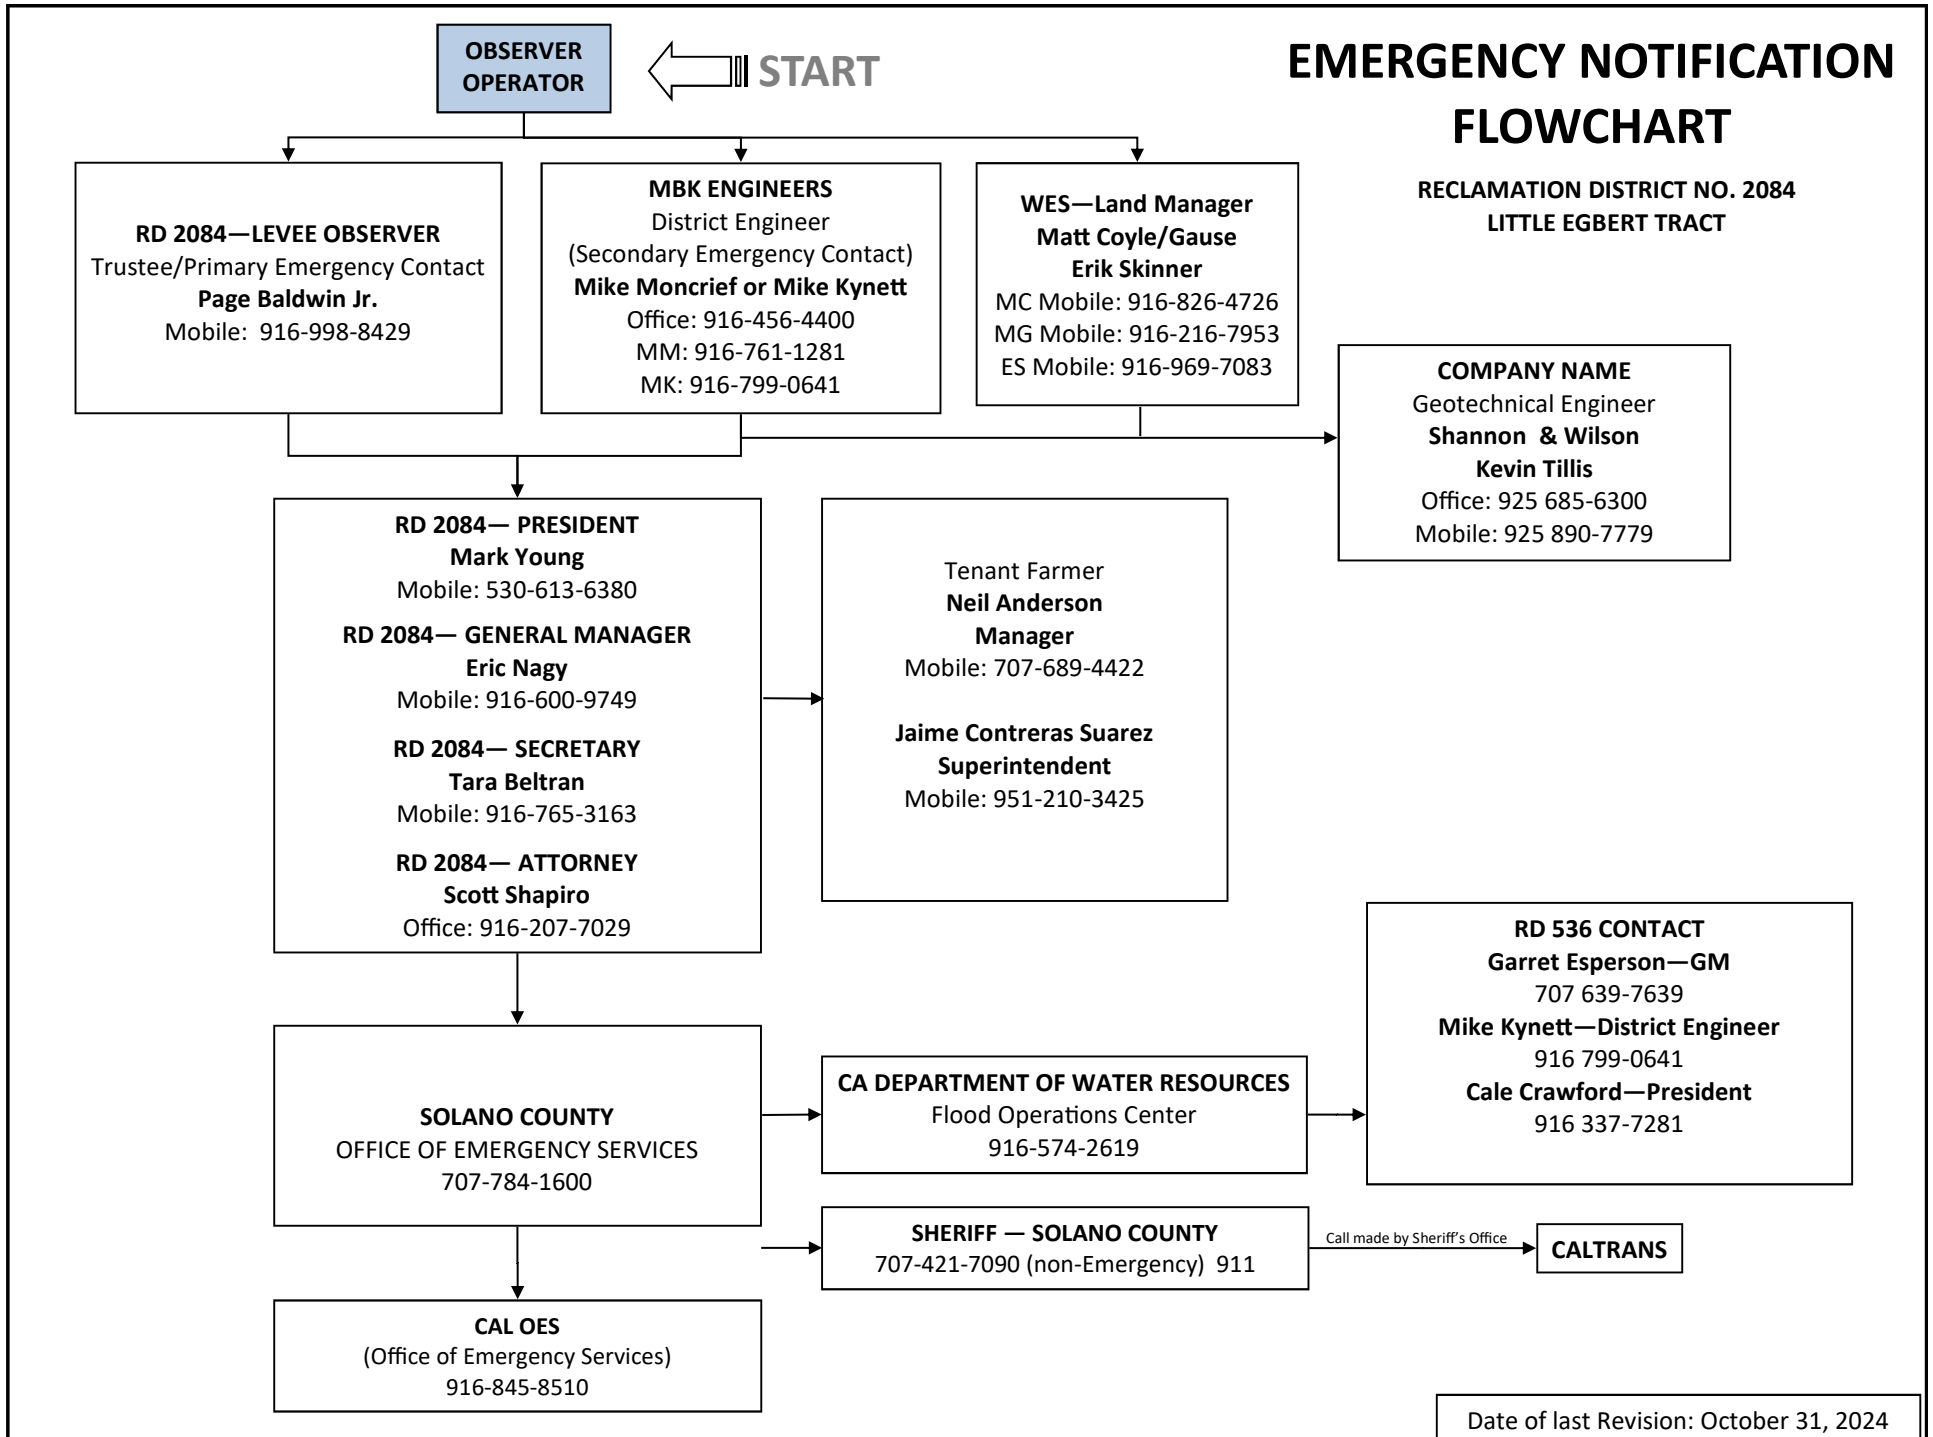 OBSERVER
OPERATOR
START
EMERGENCY NOTIFICATION
FLOWCHART
RECLAMATION DISTRICT NO. 2084
LITTLE EGBERT TRACT
RD 2084—LEVEE OBSERVER
Trustee/Primary Emergency Contact
Page Baldwin Jr.
Mobile:  916-998-8429
MBK ENGINEERS
District Engineer
(Secondary Emergency Contact)
Mike Moncrief or Mike Kynett
Office: 916-456-4400
MM: 916-761-1281
MK: 916-799-0641
WES—Land Manager
Matt Coyle/Gause
Erik Skinner
MC Mobile: 916-826-4726
MG Mobile: 916-216-7953
ES Mobile: 916-969-7083
COMPANY NAME
Geotechnical Engineer
Shannon  & Wilson
Kevin Tillis
Office: 925 685-6300
Mobile: 925 890-7779
RD 2084— PRESIDENT
Mark Young
Mobile: 530-613-6380
RD 2084— GENERAL MANAGER
Eric Nagy
Mobile: 916-600-9749
RD 2084— SECRETARY
Tara Beltran
Mobile: 916-765-3163
RD 2084— ATTORNEY
Scott Shapiro
Office: 916-207-7029
Tenant Farmer
Neil Anderson
Manager
Mobile: 707-689-4422
Jaime Contreras Suarez
Superintendent
Mobile: 951-210-3425
RD 536 CONTACT
Garret Esperson—GM
707 639-7639
Mike Kynett—District Engineer
916 799-0641
Cale Crawford—President
916 337-7281
SOLANO COUNTY
OFFICE OF EMERGENCY SERVICES
707-784-1600
CA DEPARTMENT OF WATER RESOURCES
Flood Operations Center
916-574-2619
SHERIFF — SOLANO COUNTY
707-421-7090 (non-Emergency)  911
Call made by Sheriff's Office
CALTRANS
CAL OES
(Office of Emergency Services)
916-845-8510
Date of last Revision: October 31, 2024